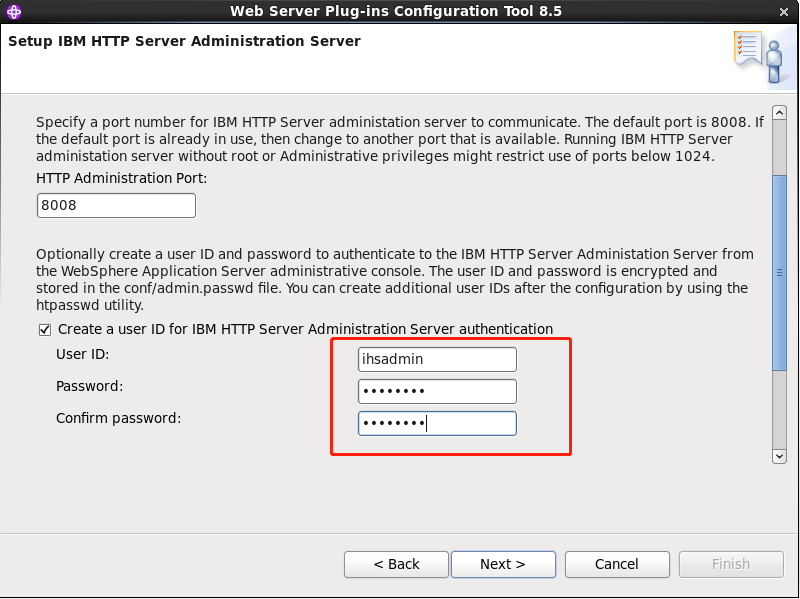 Web Server Plug-ins Configuration Tool 8.5
Setup IBM HTTP Server Administration Server
Specify a port number for IBM HTTP Server administation server to communicate. The default port is 8008. If
the default port is already in use, then change to another port that is available. Running IBM HTTP Server
administation server without root or Administrative privileges might restrict use of ports below 1024.
HTTP Administration Port:
8008
Optionally create a user ID and password to authenticate to the IBM HTTP Server Administation Server from
the WebSphere Application Server administrative console. The user ID and password is encrypted and
stored in the conf/admin.passwd file. You can create additional user IDs after the configuration by using the
htpasswd utility.
Create a user ID for IBM HTTP Server Administration Server authentication
User ID:
ihsadmin
Password:
••••••••
Confirm password:
••••••••
< Back
Next >
Cancel
Finish